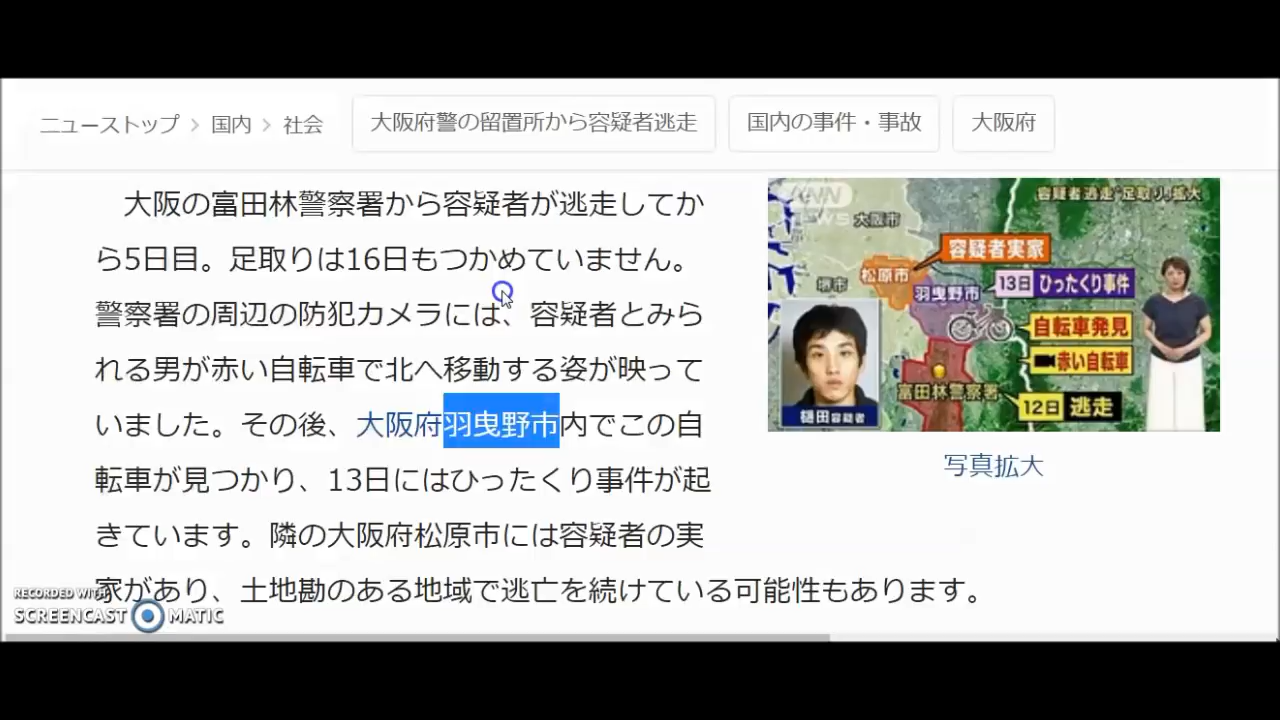 ニューストップ > 国内 > 社会 大阪府警の留置所から容疑者逃走 国内の事件・事故 大阪府
大阪の富田林警察署から容疑者が逃走してか
ら5日目。足取りは16日もつかめていません。
警察署の周辺の防犯カメラには、容疑者とみら
れる男が赤い自転車で北へ移動する姿が映って
いました。その後、大阪府羽曳野市内でこの自
転車が見つかり、13日にはひったくり事件が起
きています。隣の大阪府松原市には容疑者の実
家があり、土地勘のある地域で逃亡を続けている可能性もあります。
ANN
NEWS
容疑者逃走"足取り"拡大
大阪市
容疑者実家
松原市
堺市
羽曳野市
13日 ひったくり事件
自転車発見
赤い自転車
富田林警察署
12日 逃走
樋田容疑者
写真拡大
RECORDED WITH
SCREENCAST MATIC